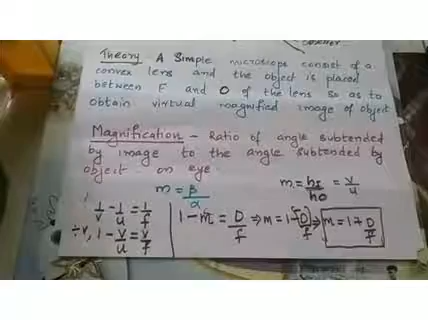 Theory A Simple microscope consist of a
convex lens and the object is placed
between F and O of the lens so as to
obtain virtual magnified image of object
Magnification - Ratio of angle subtended
by image to the angle subtended by
object on eye.
m = β/α
m = hI/ho = v/u
1/v - 1/u = 1/f
÷v, 1 - v/u = v/f
1 - m = D/f ⇒ m = 1+D/f ⇒ m = 1+D/f